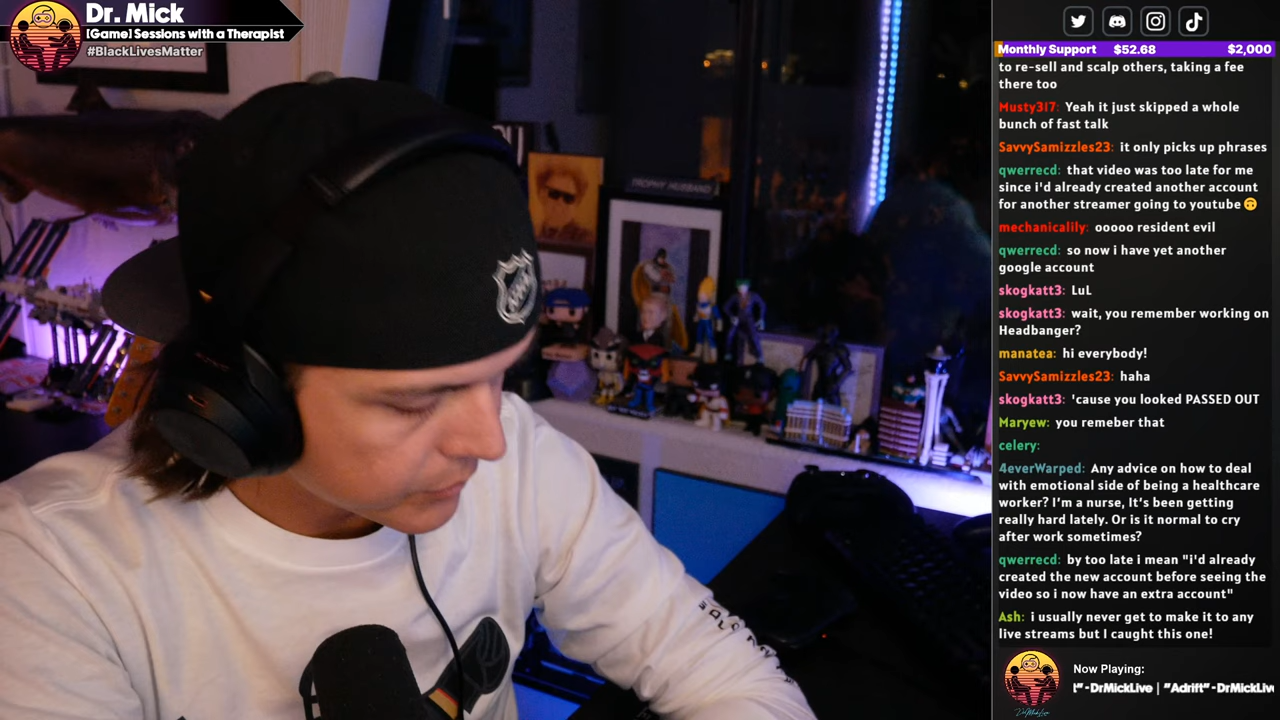 Dr. Mick
[Game] Sessions with a Therapist
#BlackLivesMatter
TROPHY HUSBAND
Monthly Support $52.68 $2,000
to re-sell and scalp others, taking a fee
there too
Musty317: Yeah it just skipped a whole
bunch of fast talk
SavvySamizzles23: it only picks up phrases
qwerrecd: that video was too late for me
since i'd already created another account
for another streamer going to youtube 🙃
mechanicalily: ooooo resident evil
qwerrecd: so now i have yet another
google account
skogkatt3: LuL
skogkatt3: wait, you remember working on
Headbanger?
manatea: hi everybody!
SavvySamizzles23: haha
skogkatt3: 'cause you looked PASSED OUT
Maryew: you remeber that
celery:
4everWarped: Any advice on how to deal
with emotional side of being a healthcare
worker? I'm a nurse, It's been getting
really hard lately. Or is it normal to cry
after work sometimes?
qwerrecd: by too late i mean "i'd already
created the new account before seeing the
video so i now have an extra account"
Ash: i usually never get to make it to any
live streams but I caught this one!
Now Playing:
" -DrMickLive | "Adrift" -DrMickLiv